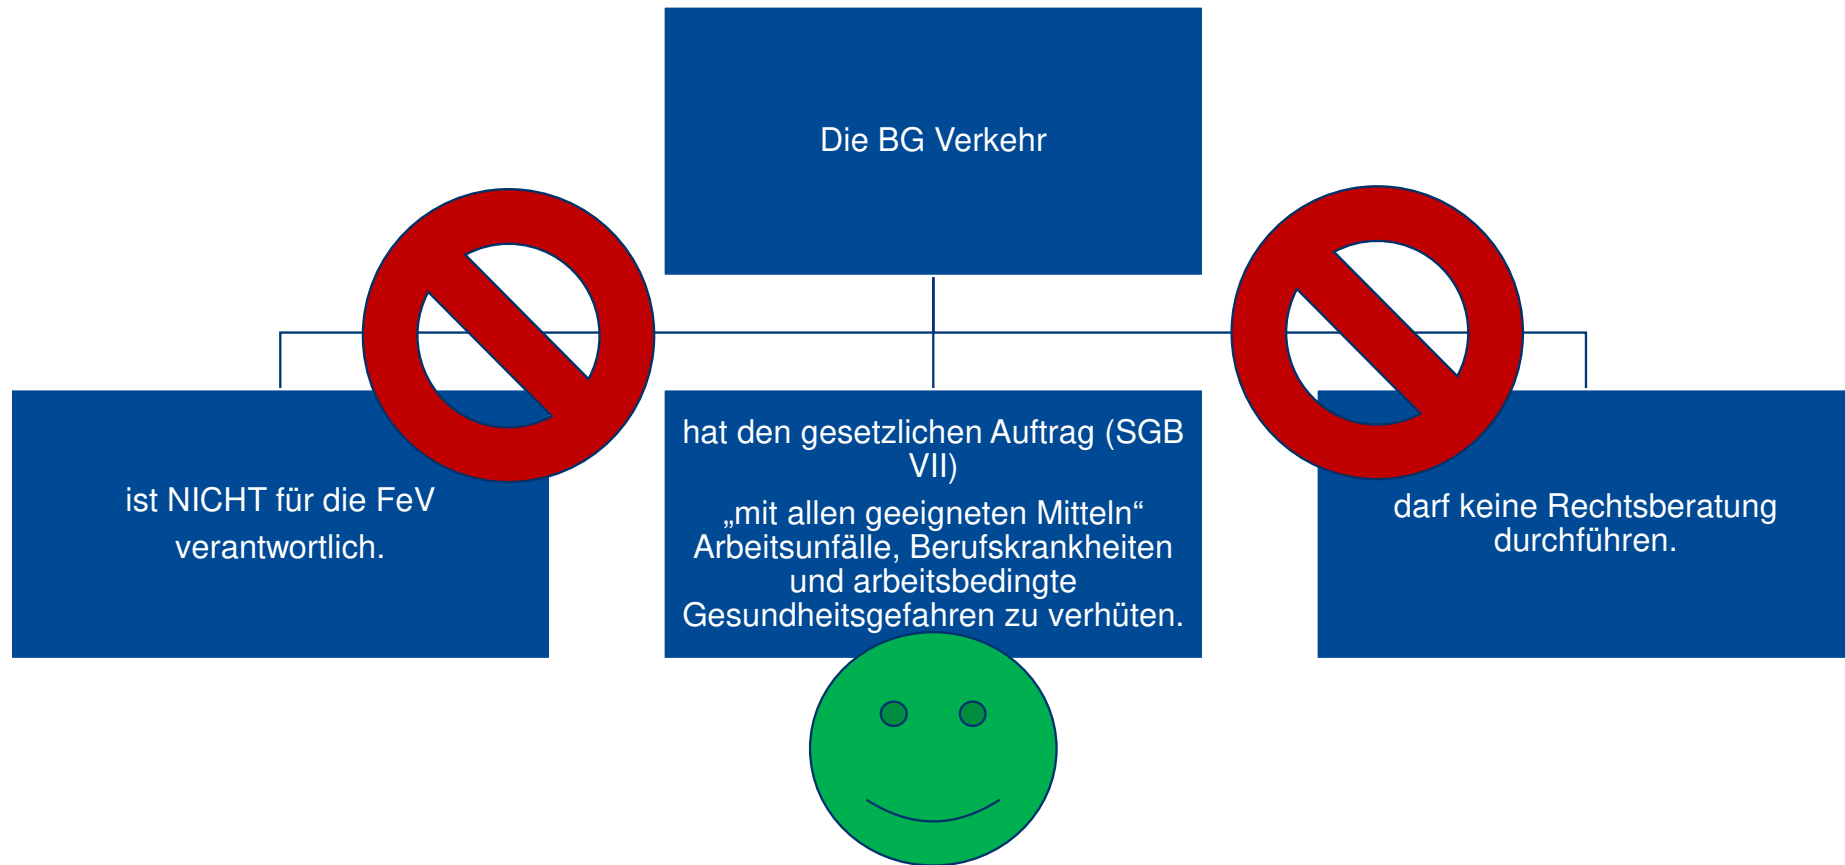 Die BG Verkehr
ist NICHT für die FeV
verantwortlich.
hat den gesetzlichen Auftrag (SGB
VII)
„mit allen geeigneten Mitteln“
Arbeitsunfälle, Berufskrankheiten
und arbeitsbedingte
Gesundheitsgefahren zu verhüten.
darf keine Rechtsberatung
durchführen.